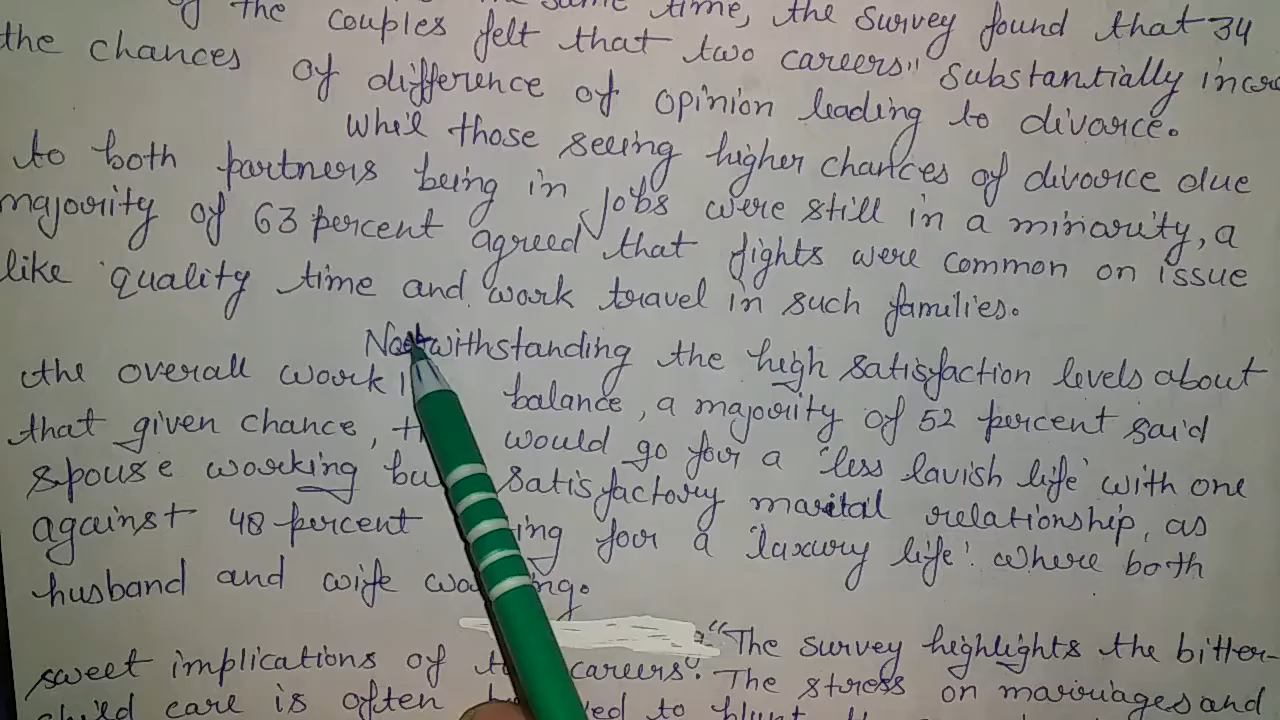 of the couples felt that two careers" substantially
the chances of difference of opinion leading to divorce.
Whil those seeing higher chances of divorce due
to both partners being in jobs were still in a minority, a
majority of 63 percent agreed that fights were common on issue
like quality time and work travel in such families.
Notwithstanding the high satisfaction levels about
the overall work balance, a majority of 52 percent said
that given chance, would go for a 'less lavish life' with one
spouse working satisfactory marital relationship, as
against 48 percent for a 'laxury life'. where both
husband and wife
"The survey highlights the bitter-
sweet implications of careers". The stress on marriages and
child care is often to